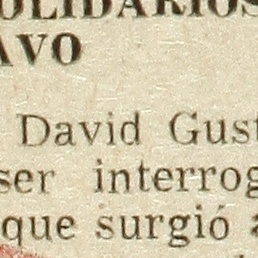 OLIDARIOS
AVO
David Gust
ser interrog
que surgió a